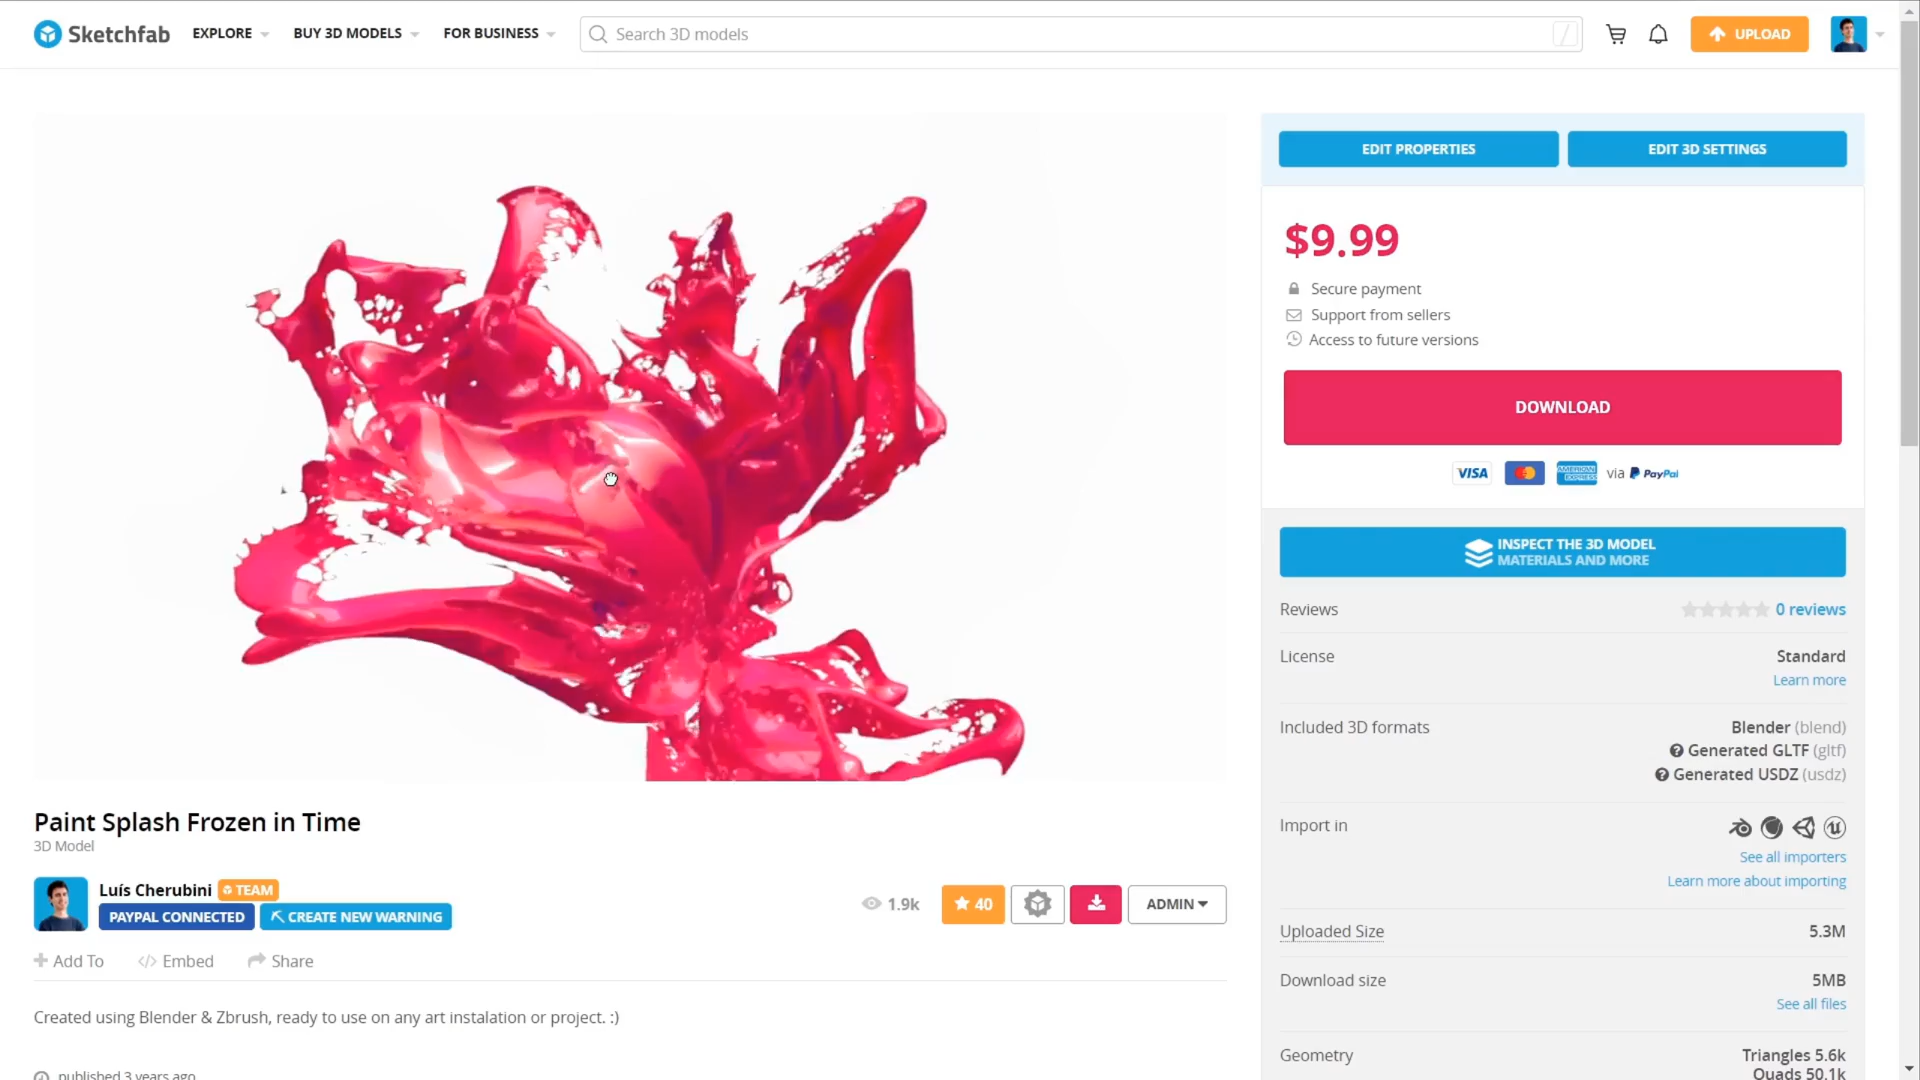 Sketchfab
EXPLORE
BUY 3D MODELS
FOR BUSINESS
Search 3D models
/
UPLOAD
EDIT PROPERTIES
EDIT 3D SETTINGS
$9.99
Secure payment
Support from sellers
Access to future versions
DOWNLOAD
VISA
AMERICAN EXPRESS
via PayPal
INSPECT THE 3D MODEL
MATERIALS AND MORE
Reviews
0 reviews
License
Standard
Learn more
Included 3D formats
Blender (blend)
Generated GLTF (gltf)
Generated USDZ (usdz)
Import in
See all importers
Learn more about importing
Uploaded Size
5.3M
Download size
5MB
See all files
Geometry
Triangles 5.6k
Quads 50.1k
Paint Splash Frozen in Time
3D Model
Luís Cherubini
TEAM
PAYPAL CONNECTED
CREATE NEW WARNING
1.9k
40
ADMIN
Add To
Embed
Share
Created using Blender & Zbrush, ready to use on any art instalation or project. :)
published 3 years ago